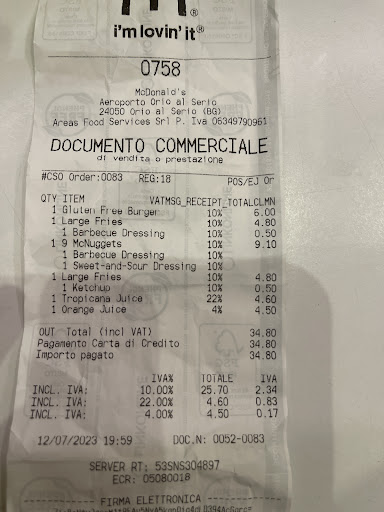 i'm lovin' it®
0758
McDonald's
Aeroporto Orio al Serio
24050 Orio al Serio (BG)
Areas Food Services Srl P. Iva 06349790961
DOCUMENTO COMMERCIALE
di vendita o prestazione
#CSO Order:0083 REG:18 POS/EJ Or
QTY ITEM VATMSG_RECEIPT_TOTALCLMN
1 Gluten Free Burger 10% 6.00
1 Large Fries 10% 4.80
1 Barbecue Dressing 10% 0.50
1 9 McNuggets 10% 9.10
1 Barbecue Dressing 10%
1 Sweet-and-Sour Dressing 10%
1 Large Fries 10% 4.80
1 Ketchup 10% 0.50
1 Tropicana Juice 22% 4.60
1 Orange Juice 4% 4.50
OUT Total (incl VAT) 34.80
Pagamento Carta di Credito 34.80
Importo pagato 34.80
IVA% TOTALE IVA
INCL. IVA: 10.00% 25.70 2.34
INCL. IVA: 22.00% 4.60 0.83
INCL. IVA: 4.00% 4.50 0.17
12/07/2023 19:59 DOC.N: 0052-0083
SERVER RT: 53SNS304897
ECR: 05080018
FIRMA ELETTRONICA